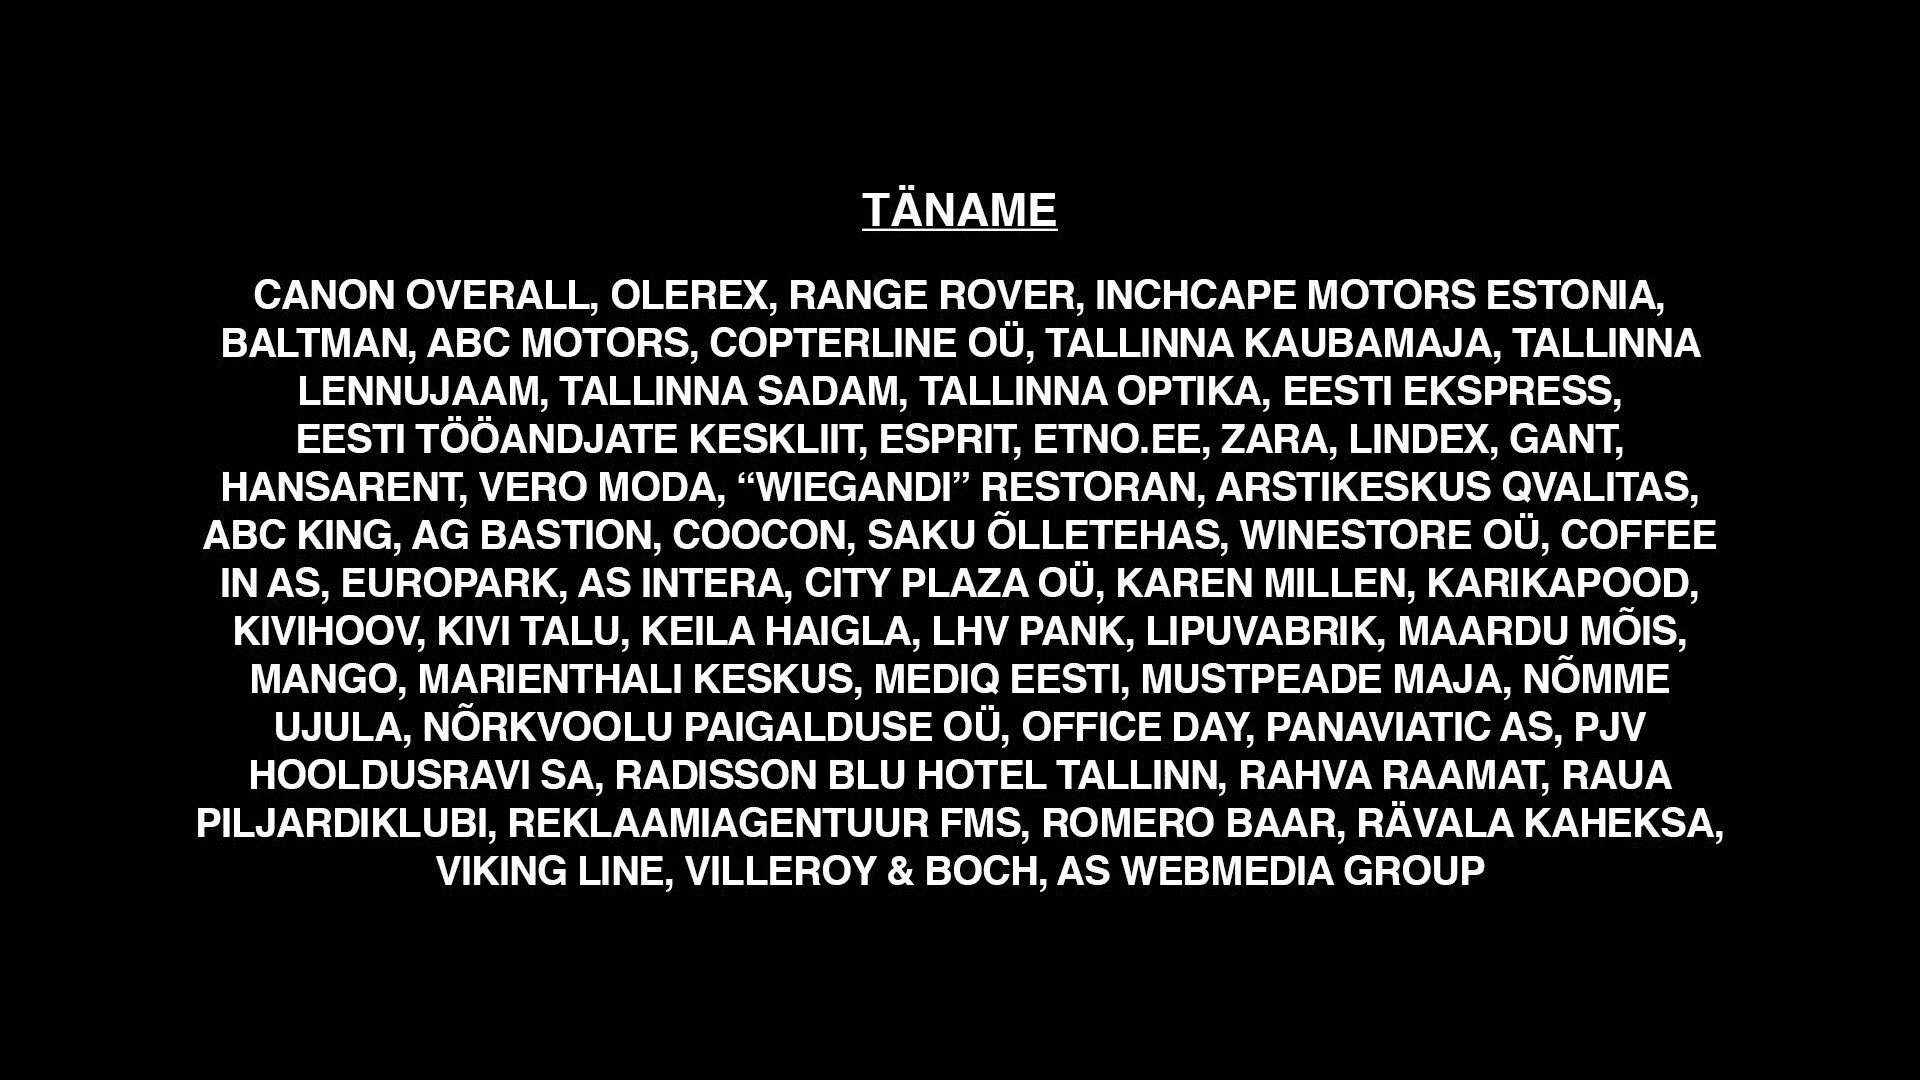 TÄNAME
CANON OVERALL, OLEREX, RANGE ROVER, INCHCAPE MOTORS ESTONIA,
BALTMAN, ABC MOTORS, COPTERLINE OÜ, TALLINNA KAUBAMAJA, TALLINNA
LENNUJAAM, TALLINNA SADAM, TALLINNA OPTIKA, EESTI EKSPRESS,
EESTI TÖÖANDJATE KESKLIIT, ESPRIT, ETNO.EE, ZARA, LINDEX, GANT,
HANSARENT, VERO MODA, “WIEGANDI” RESTORAN, ARSTIKESKUS QVALITAS,
ABC KING, AG BASTION, COOCON, SAKU ÕLLETEHAS, WINESTORE OÜ, COFFEE
IN AS, EUROPARK, AS INTERA, CITY PLAZA OÜ, KAREN MILLEN, KARIKAPOOD,
KIVIHOOV, KIVI TALU, KEILA HAIGLA, LHV PANK, LIPUVABRIK, MAARDU MÕIS,
MANGO, MARIENTHALI KESKUS, MEDIQ EESTI, MUSTPEADE MAJA, NÕMME
UJULA, NÕRKVOOLU PAIGALDUSE OÜ, OFFICE DAY, PANAVIATIC AS, PJV
HOOLDUSRAVI SA, RADISSON BLU HOTEL TALLINN, RAHVA RAAMAT, RAUA
PILJARDIKLUBI, REKLAAMIAGENTUUR FMS, ROMERO BAAR, RÄVALA KAHEKSA,
VIKING LINE, VILLEROY & BOCH, AS WEBMEDIA GROUP